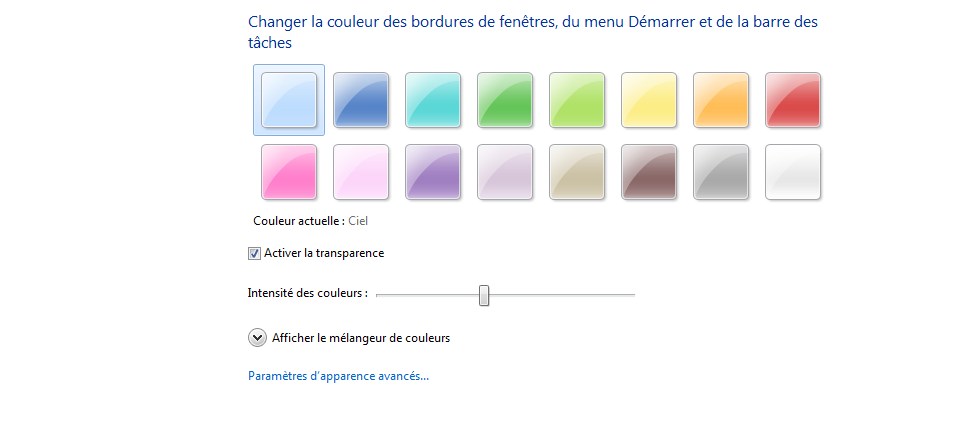 Changer la couleur des bordures de fenêtres, du menu Démarrer et de la barre des
tâches
Couleur actuelle : Ciel
Activer la transparence
Intensité des couleurs :
Afficher le mélangeur de couleurs
Paramètres d'apparence avancés...